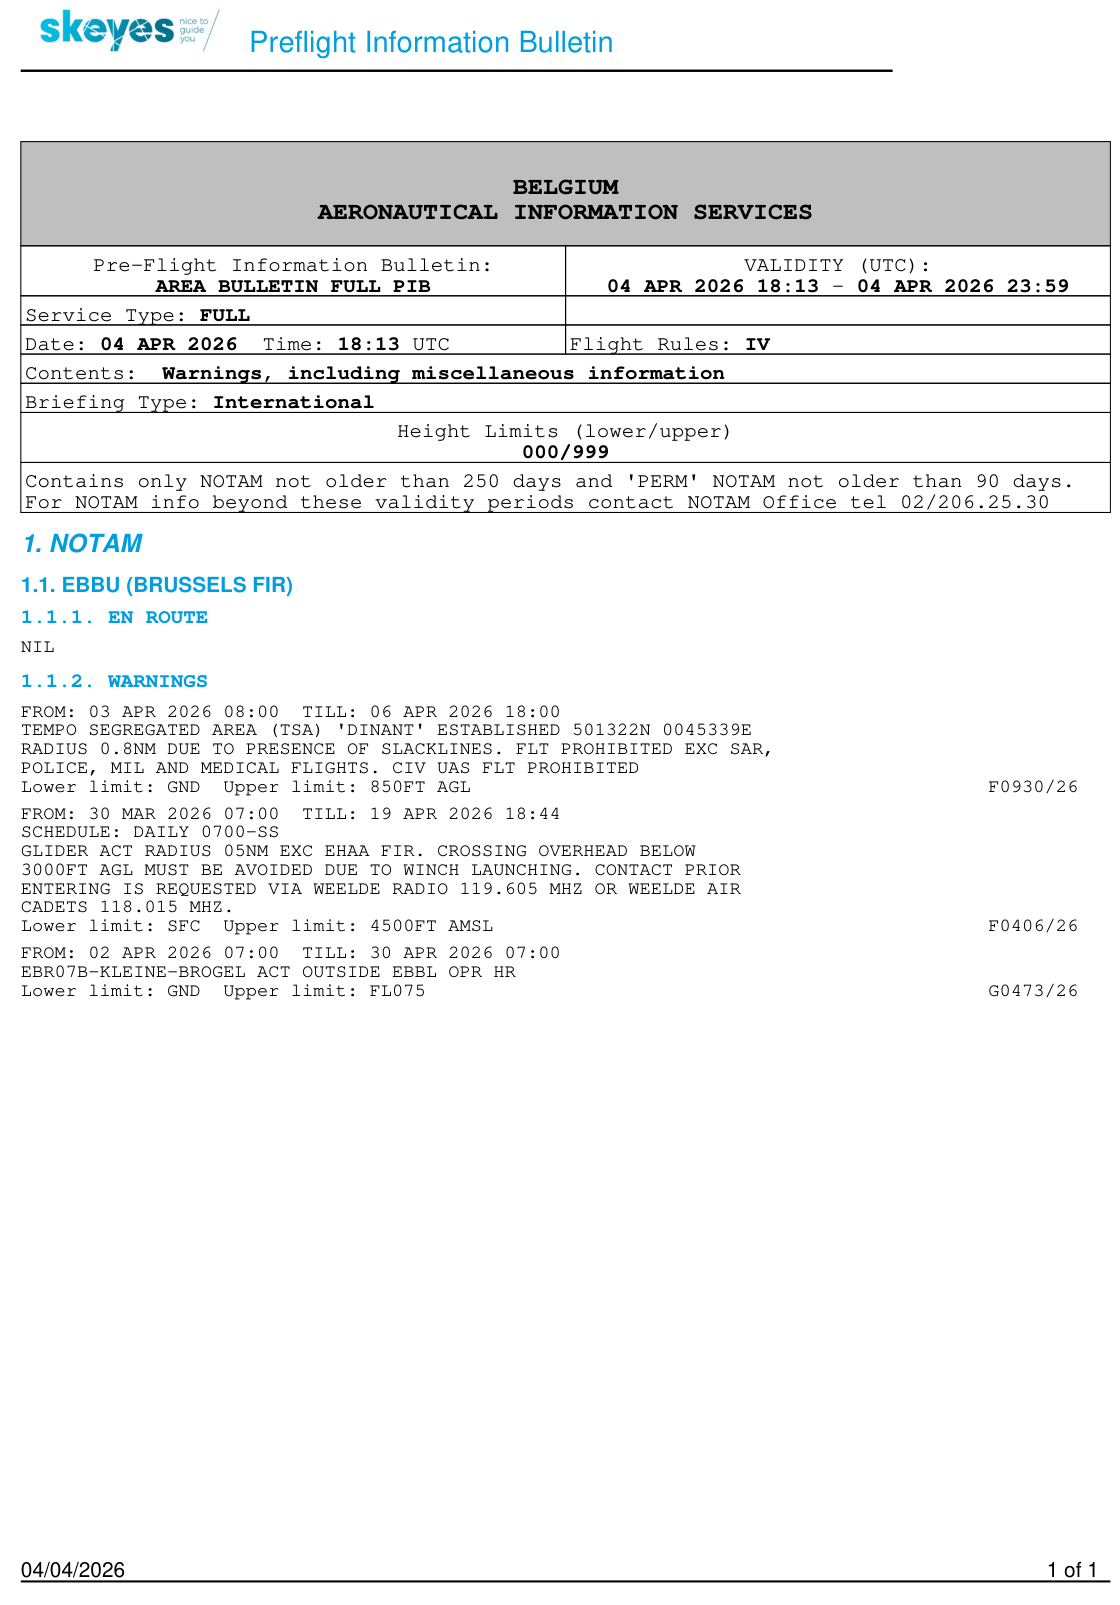 skeyes nice to
guide
you
Preflight Information Bulletin
BELGIUM
AERONAUTICAL INFORMATION SERVICES
Pre-Flight Information Bulletin:
AREA BULLETIN FULL PIB
VALIDITY (UTC):
04 APR 2026 18:13 - 04 APR 2026 23:59
Service Type: FULL
Date: 04 APR 2026  Time: 18:13 UTC
Flight Rules: IV
Contents:  Warnings, including miscellaneous information
Briefing Type: International
Height Limits (lower/upper)
000/999
Contains only NOTAM not older than 250 days and 'PERM' NOTAM not older than 90 days.
For NOTAM info beyond these validity periods contact NOTAM Office tel 02/206.25.30
1. NOTAM
1.1. EBBU (BRUSSELS FIR)
1.1.1. EN ROUTE
NIL
1.1.2. WARNINGS
FROM: 03 APR 2026 08:00  TILL: 06 APR 2026 18:00
TEMPO SEGREGATED AREA (TSA) 'DINANT' ESTABLISHED 501322N 0045339E
RADIUS 0.8NM DUE TO PRESENCE OF SLACKLINES. FLT PROHIBITED EXC SAR,
POLICE, MIL AND MEDICAL FLIGHTS. CIV UAS FLT PROHIBITED
Lower limit: GND  Upper limit: 850FT AGL F0930/26
FROM: 30 MAR 2026 07:00  TILL: 19 APR 2026 18:44
SCHEDULE: DAILY 0700-SS
GLIDER ACT RADIUS 05NM EXC EHAA FIR. CROSSING OVERHEAD BELOW
3000FT AGL MUST BE AVOIDED DUE TO WINCH LAUNCHING. CONTACT PRIOR
ENTERING IS REQUESTED VIA WEELDE RADIO 119.605 MHZ OR WEELDE AIR
CADETS 118.015 MHZ.
Lower limit: SFC  Upper limit: 4500FT AMSL F0406/26
FROM: 02 APR 2026 07:00  TILL: 30 APR 2026 07:00
EBR07B-KLEINE-BROGEL ACT OUTSIDE EBBL OPR HR
Lower limit: GND  Upper limit: FL075 G0473/26
04/04/2026 1 of 1